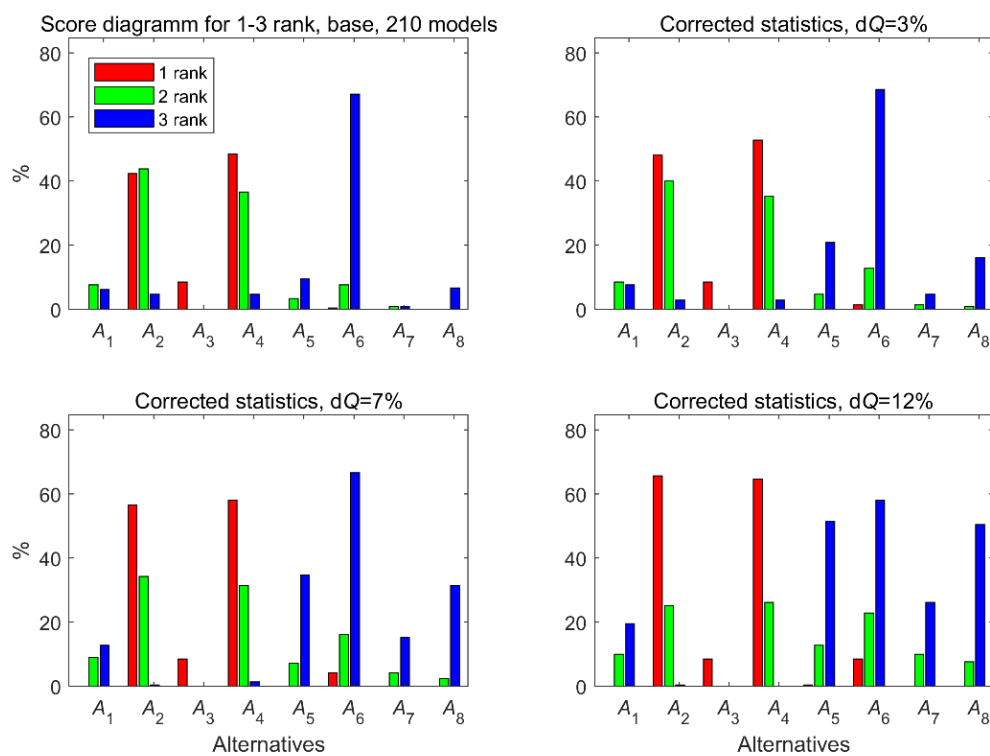 Score diagramm for 1-3 rank, base, 210 models
80
60
40
20
0
%
1 rank
2 rank
3 rank
A1 A2 A3 A4 A5 A6 A7 A8
Corrected statistics, dQ=3%
80
60
40
20
0
A1 A2 A3 A4 A5 A6 A7 A8
Corrected statistics, dQ=7%
80
60
40
20
0
%
A1 A2 A3 A4 A5 A6 A7 A8
Alternatives
Corrected statistics, dQ=12%
80
60
40
20
0
A1 A2 A3 A4 A5 A6 A7 A8
Alternatives